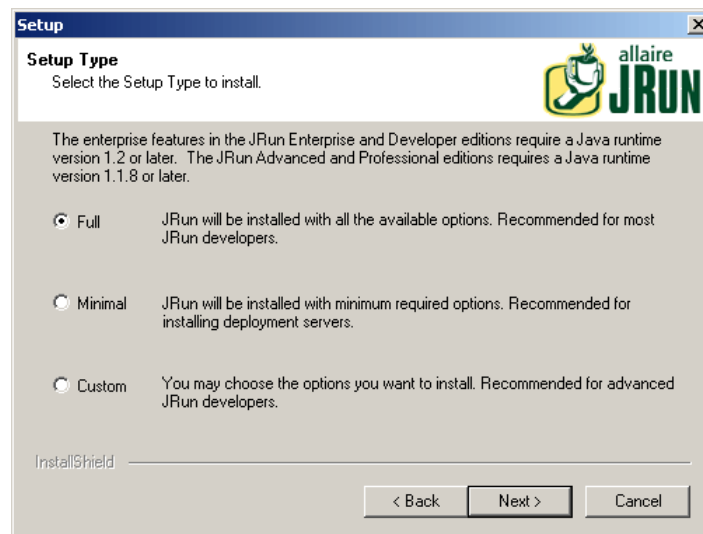 Setup
Setup Type
Select the Setup Type to install.
allaire
JRUN
The enterprise features in the JRun Enterprise and Developer editions require a Java runtime
version 1.2 or later. The JRun Advanced and Professional editions requires a Java runtime
version 1.1.8 or later.
Full
JRun will be installed with all the available options. Recommended for most
JRun developers.
Minimal
JRun will be installed with minimum required options. Recommended for
installing deployment servers.
Custom
You may choose the options you want to install. Recommended for advanced
JRun developers.
InstallShield
< Back
Next >
Cancel